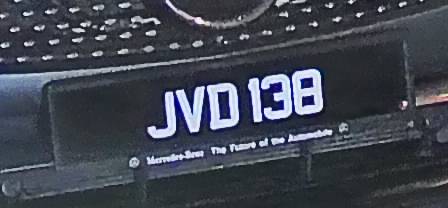 JVD 138
Mercedes-Benz The Future of the Automobile